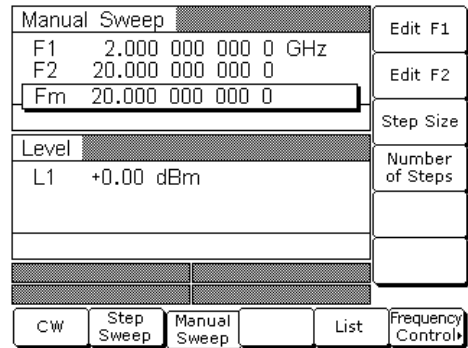 Manual Sweep
F1 2.000 000 000 0 GHz
F2 20.000 000 000 0
Fm 20.000 000 000 0
Level
L1 +0.00 dBm
Edit F1
Edit F2
Step Size
Number
of Steps
CW
Step
Sweep
Manual
Sweep
List
Frequency
Control